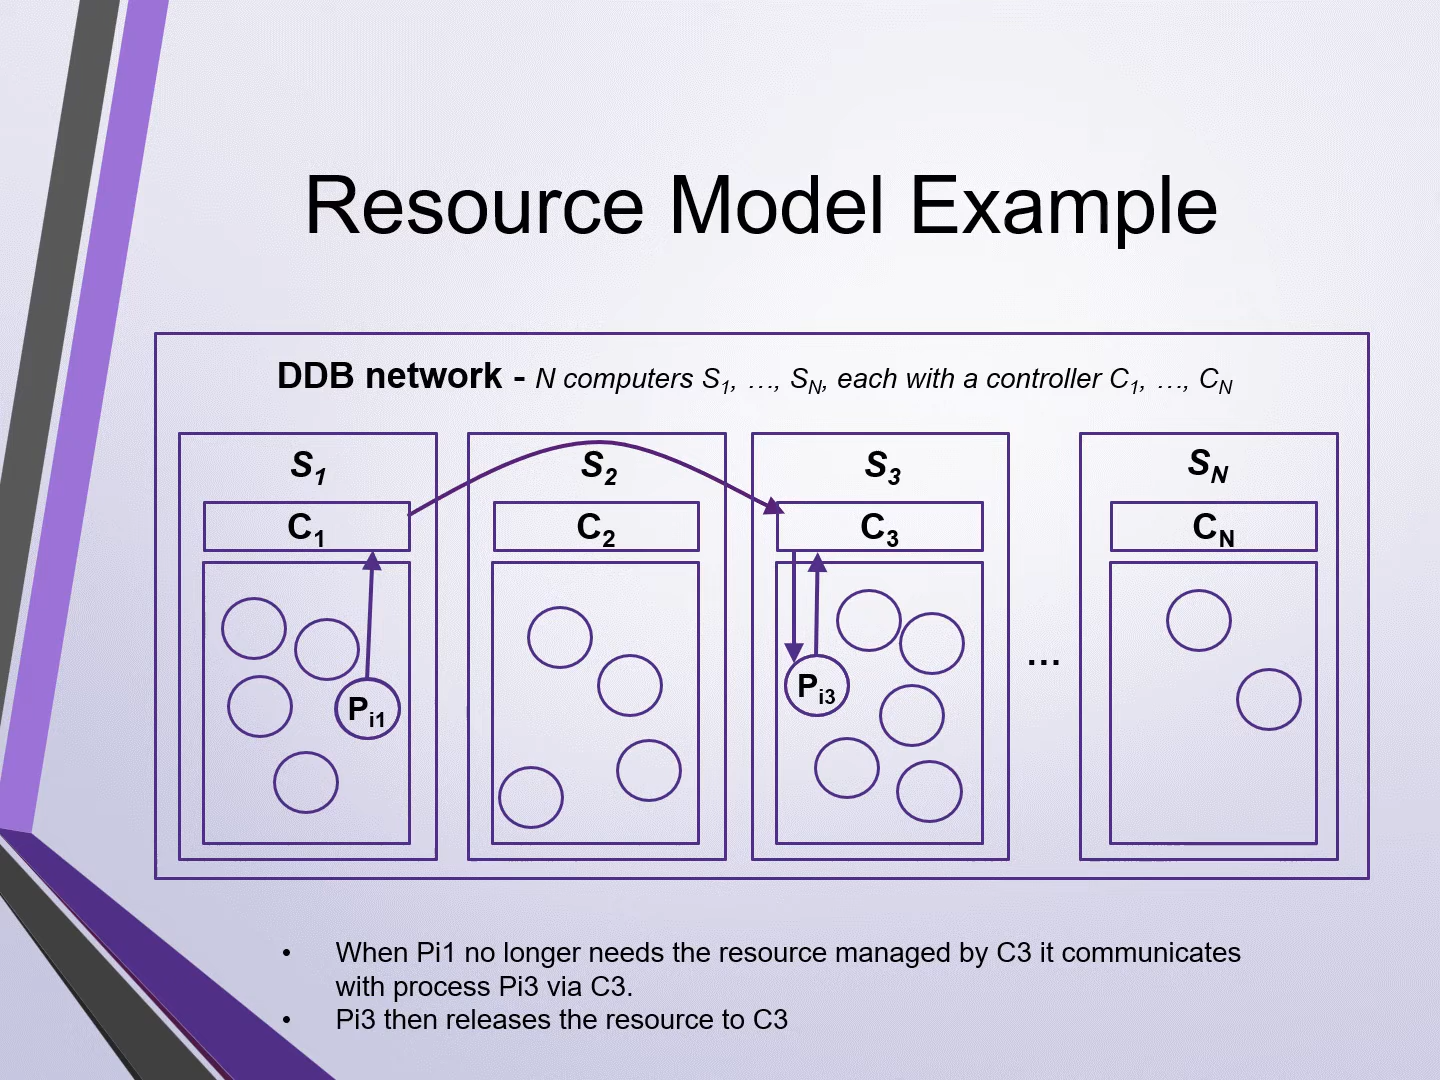 Resource Model Example
DDB network - N computers S1, …, SN, each with a controller C1, …, CN
S1
S2
S3
SN
C1
C2
C3
CN
…
Pi1
Pi3
• When Pi1 no longer needs the resource managed by C3 it communicates
with process Pi3 via C3.
• Pi3 then releases the resource to C3